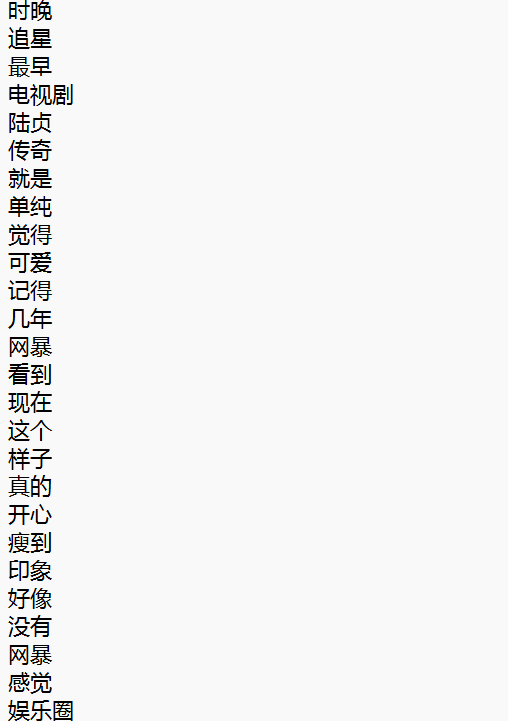 时晚
追星
最早
电视剧
陆贞
传奇
就是
单纯
觉得
可爱
记得
几年
网暴
看到
现在
这个
样子
真的
开心
瘦到
印象
好像
没有
网暴
感觉
娱乐圈